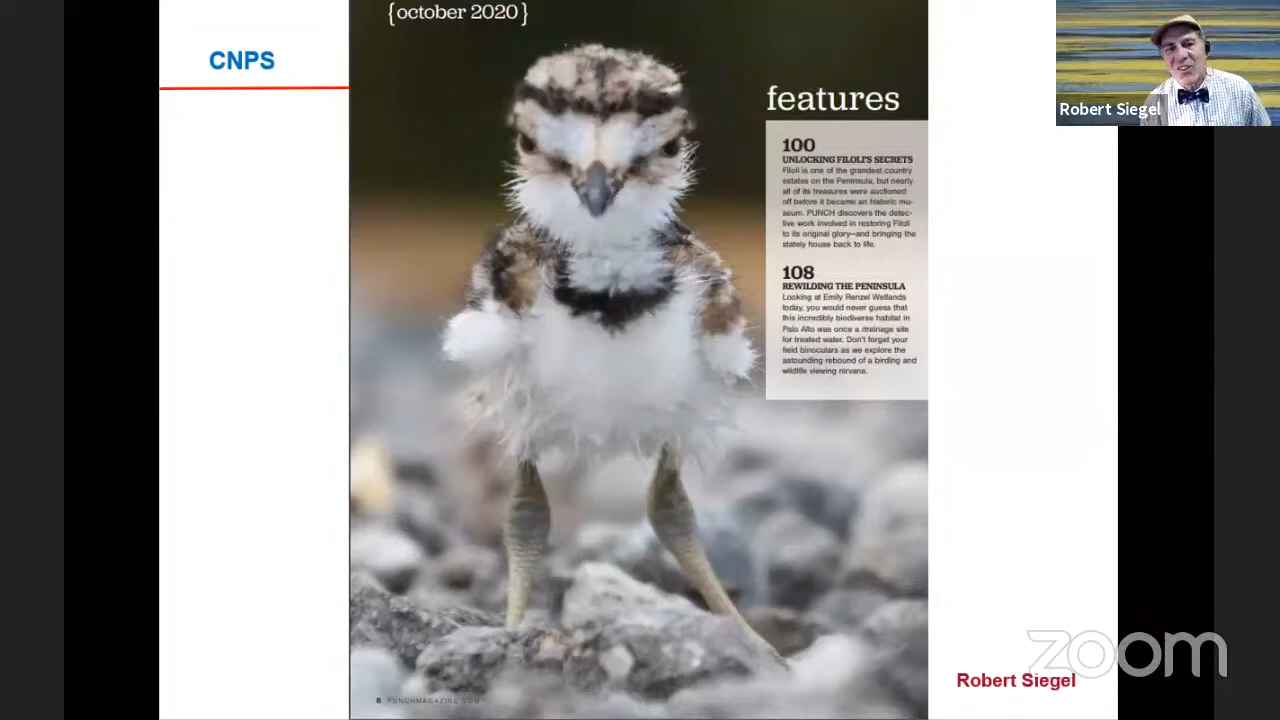 {october 2020}
CNPS
features
100
UNLOCKING FILOLI'S SECRETS
Filoli is one of the grandest country
estates on the Peninsula, but nearly
all of its treasures were auctioned
off before it became an historic mu-
seum. PUNCH discovers the detec-
tive work involved in restoring Filoli
to its original glory—and bringing the
stately house back to life.
108
REWILDING THE PENINSULA
Looking at Emily Renzel Wetlands
today, you would never guess that
this incredibly biodiverse habitat in
Palo Alto was once a drainage site
for treated water. Don't forget your
field binoculars as we explore the
astounding rebound of a birding and
wildlife viewing nirvana.
Robert Siegel
zoom
Robert Siegel
6 PUNCHMAGAZINE.COM